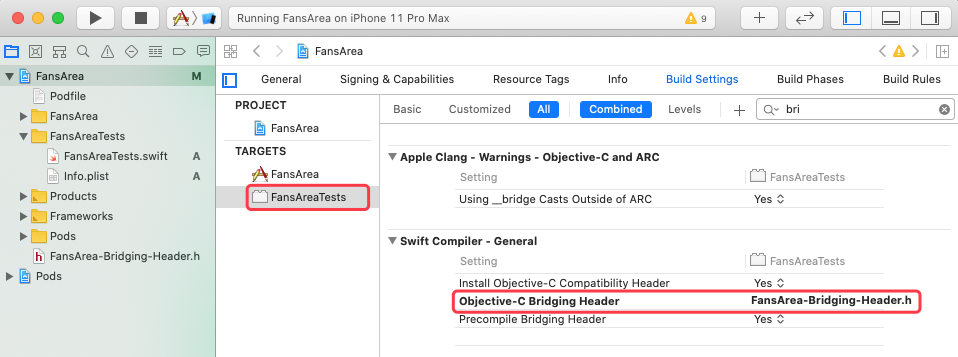 Running FansArea on iPhone 11 Pro Max
9
FansArea M
Podfile
FansArea
FansAreaTests
FansAreaTests.swift A
Info.plist A
Products
Frameworks
Pods
FansArea-Bridging-Header.h
Pods
FansArea
General Signing & Capabilities Resource Tags Info Build Settings Build Phases Build Rules
PROJECT
FansArea
TARGETS
FansArea
FansAreaTests
Basic Customized All Combined Levels bri
Apple Clang - Warnings - Objective-C and ARC
Setting FansAreaTests
Using __bridge Casts Outside of ARC Yes
Swift Compiler - General
Setting FansAreaTests
Install Objective-C Compatibility Header Yes
Objective-C Bridging Header FansArea-Bridging-Header.h
Precompile Bridging Header Yes